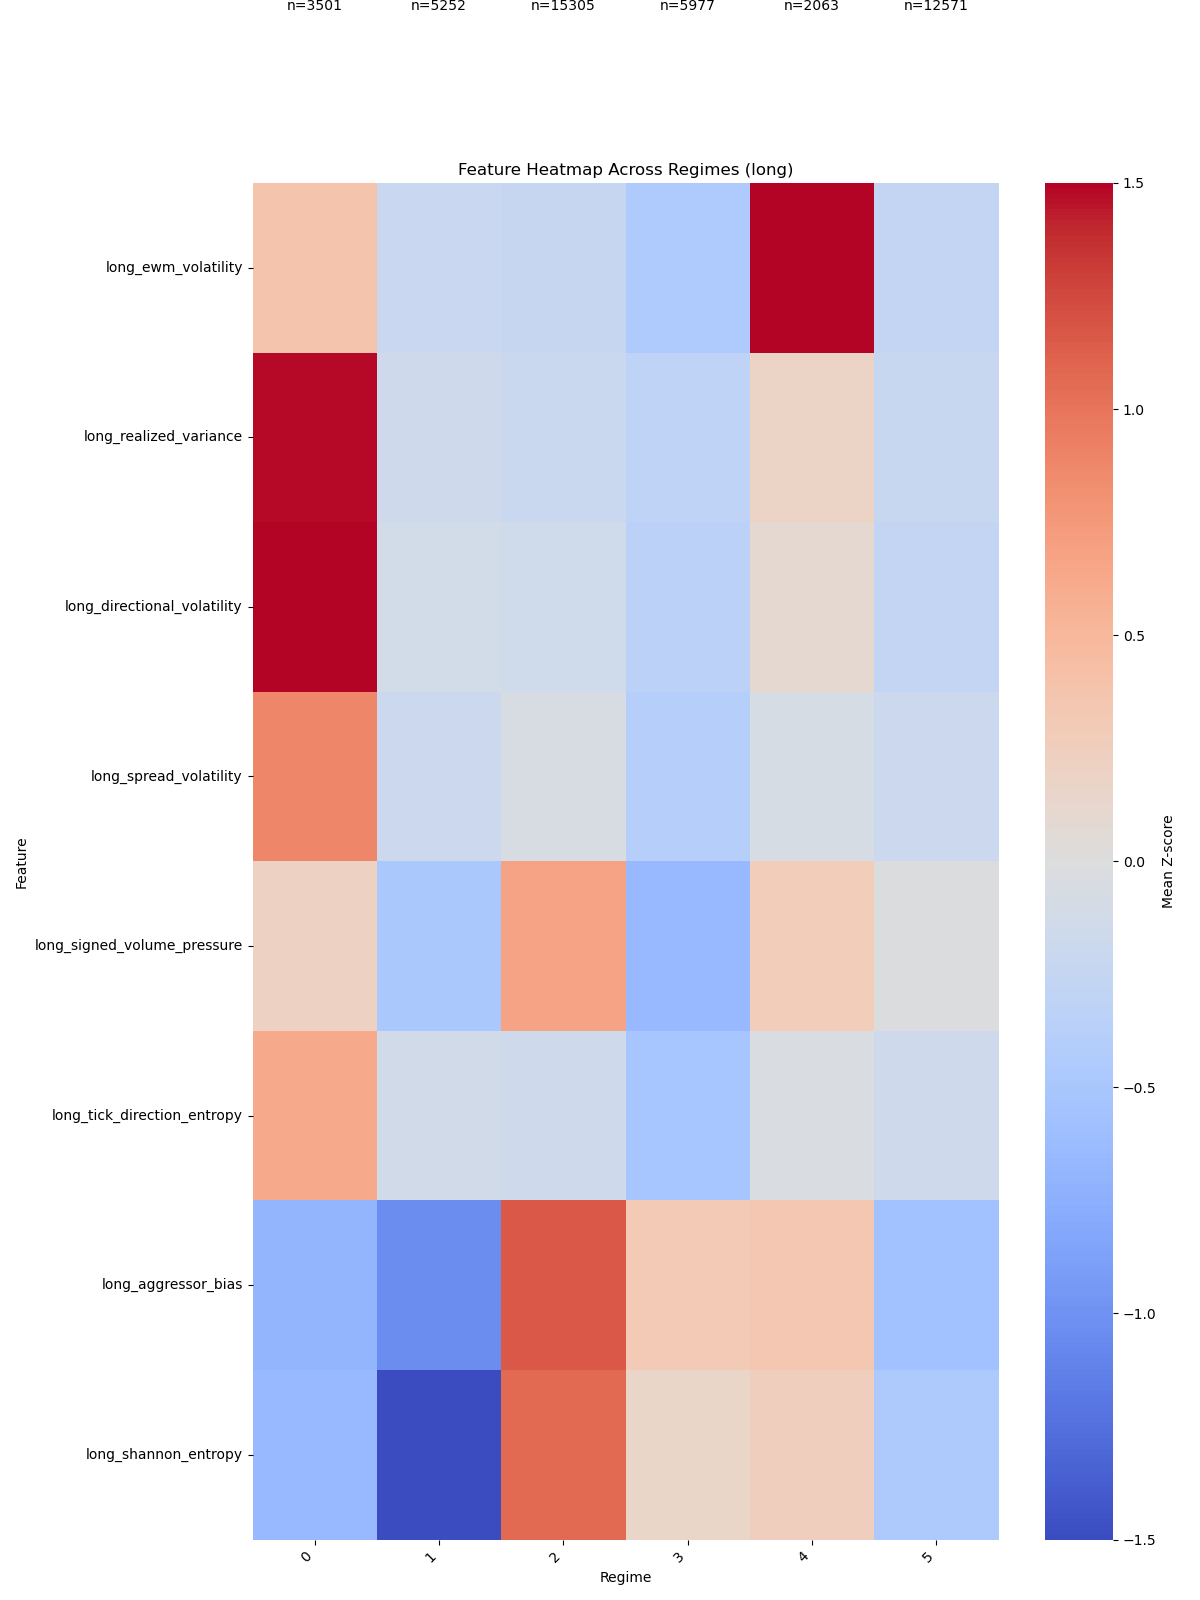 n=3501 n=5252 n=15305 n=5977 n=2063 n=12571
Feature Heatmap Across Regimes (long)
long_ewm_volatility
long_realized_variance
long_directional_volatility
long_spread_volatility
long_signed_volume_pressure
long_tick_direction_entropy
long_aggressor_bias
long_shannon_entropy
Feature
0 1 2 3 4 5
Regime
1.5
1.0
0.5
0.0
−0.5
−1.0
−1.5
Mean Z-score